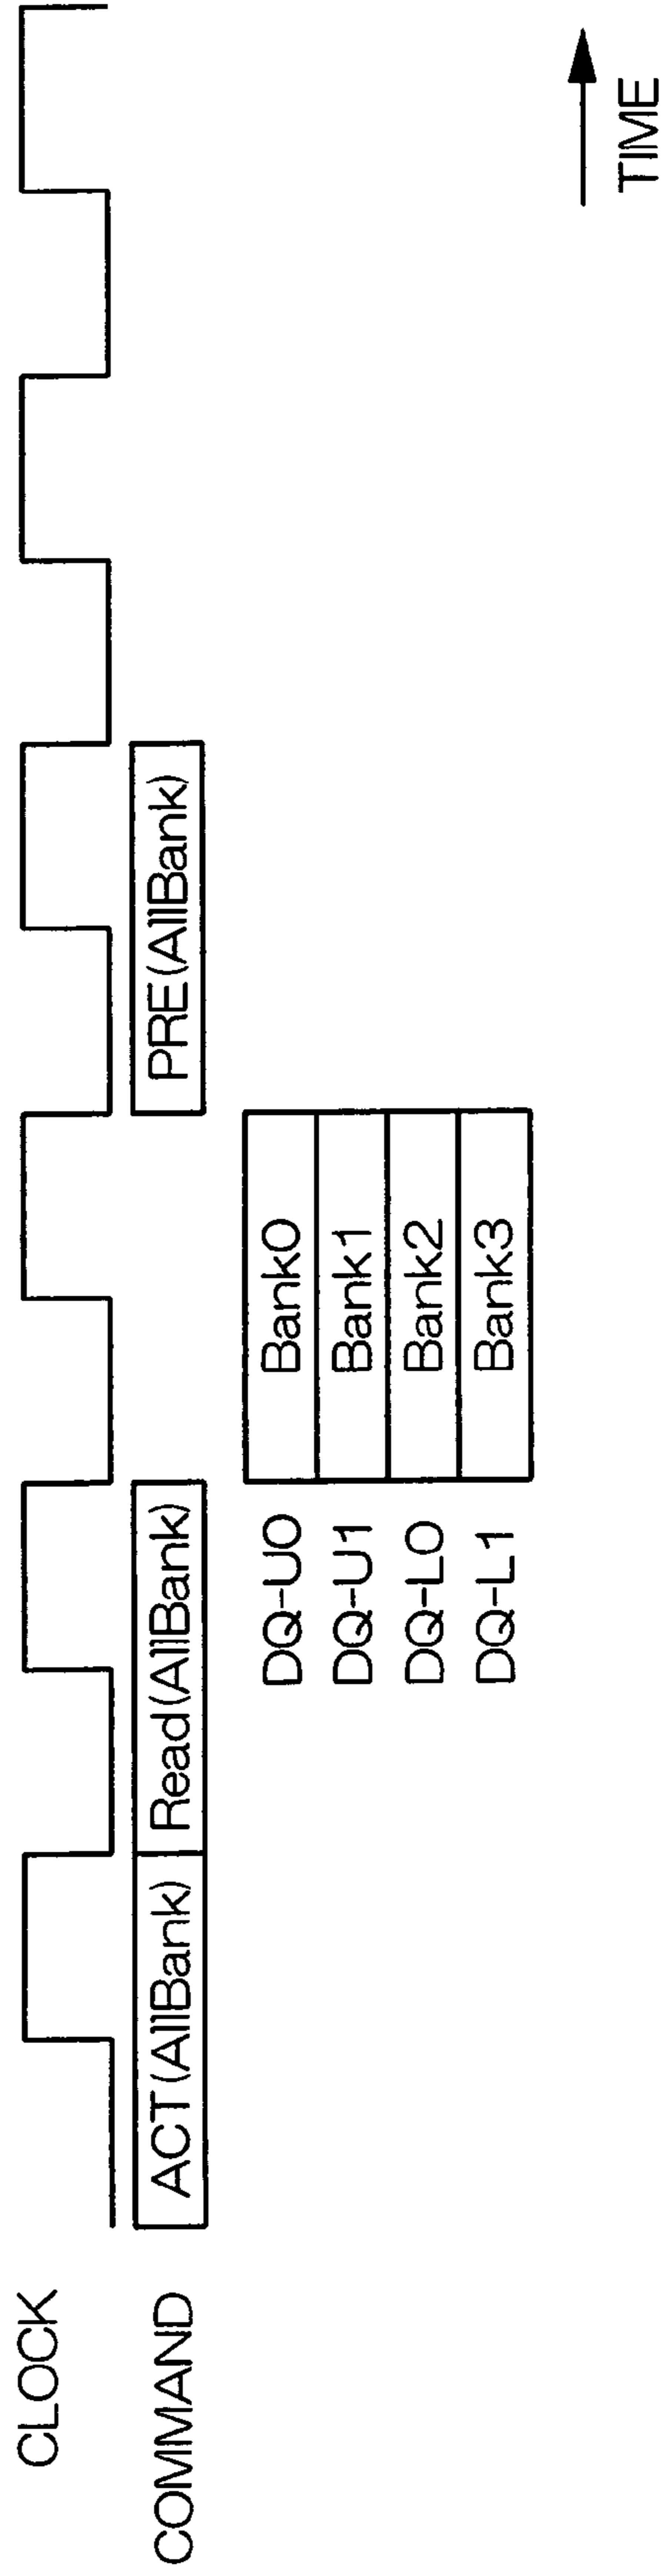 CLOCK
COMMAND ACT(AllBank) Read(AllBank) PRE(AllBank)
DQ-U0 Bank0
DQ-U1 Bank1
DQ-L0 Bank2
DQ-L1 Bank3
TIME